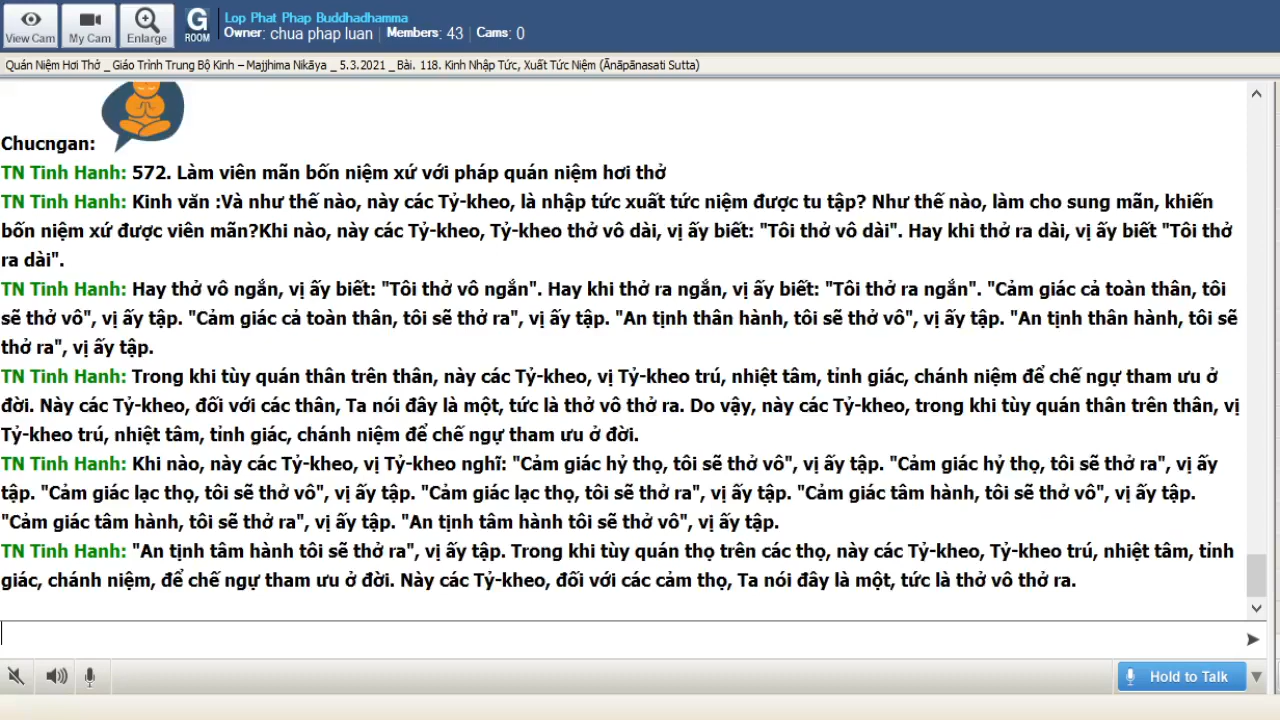 View Cam
My Cam
Enlarge
G
ROOM
Lop Phat Phap Buddhadhamma
Owner: chua phap luan | Members: 43 | Cams: 0
Quán Niệm Hơi Thở _ Giáo Trình Trung Bộ Kinh – Majjhima Nikāya _ 5.3.2021 _Bài. 118. Kinh Nhập Tức, Xuất Tức Niệm (Ānāpānasati Sutta)
Chucngan:
TN Tinh Hanh: 572. Làm viên mãn bốn niệm xứ với pháp quán niệm hơi thở
TN Tinh Hanh: Kinh văn :Và như thế nào, này các Tỷ-kheo, là nhập tức xuất tức niệm được tu tập? Như thế nào, làm cho sung mãn, khiến
bốn niệm xứ được viên mãn?Khi nào, này các Tỷ-kheo, Tỷ-kheo thở vô dài, vị ấy biết: "Tôi thở vô dài". Hay khi thở ra dài, vị ấy biết "Tôi thở
ra dài".
TN Tinh Hanh: Hay thở vô ngắn, vị ấy biết: "Tôi thở vô ngắn". Hay khi thở ra ngắn, vị ấy biết: "Tôi thở ra ngắn". "Cảm giác cả toàn thân, tôi
sẽ thở vô", vị ấy tập. "Cảm giác cả toàn thân, tôi sẽ thở ra", vị ấy tập. "An tịnh thân hành, tôi sẽ thở vô", vị ấy tập. "An tịnh thân hành, tôi sẽ
thở ra", vị ấy tập.
TN Tinh Hanh: Trong khi tùy quán thân trên thân, này các Tỷ-kheo, vị Tỷ-kheo trú, nhiệt tâm, tỉnh giác, chánh niệm để chế ngự tham ưu ở
đời. Này các Tỷ-kheo, đối với các thân, Ta nói đây là một, tức là thở vô thở ra. Do vậy, này các Tỷ-kheo, trong khi tùy quán thân trên thân, vị
Tỷ-kheo trú, nhiệt tâm, tỉnh giác, chánh niệm để chế ngự tham ưu ở đời.
TN Tinh Hanh: Khi nào, này các Tỷ-kheo, vị Tỷ-kheo nghĩ: "Cảm giác hỷ thọ, tôi sẽ thở vô", vị ấy tập. "Cảm giác hỷ thọ, tôi sẽ thở ra", vị ấy
tập. "Cảm giác lạc thọ, tôi sẽ thở vô", vị ấy tập. "Cảm giác lạc thọ, tôi sẽ thở ra", vị ấy tập. "Cảm giác tâm hành, tôi sẽ thở vô", vị ấy tập.
"Cảm giác tâm hành, tôi sẽ thở ra", vị ấy tập. "An tịnh tâm hành tôi sẽ thở vô", vị ấy tập.
TN Tinh Hanh: "An tịnh tâm hành tôi sẽ thở ra", vị ấy tập. Trong khi tùy quán thọ trên các thọ, này các Tỷ-kheo, Tỷ-kheo trú, nhiệt tâm, tỉnh
giác, chánh niệm, để chế ngự tham ưu ở đời. Này các Tỷ-kheo, đối với các cảm thọ, Ta nói đây là một, tức là thở vô thở ra.
Hold to Talk